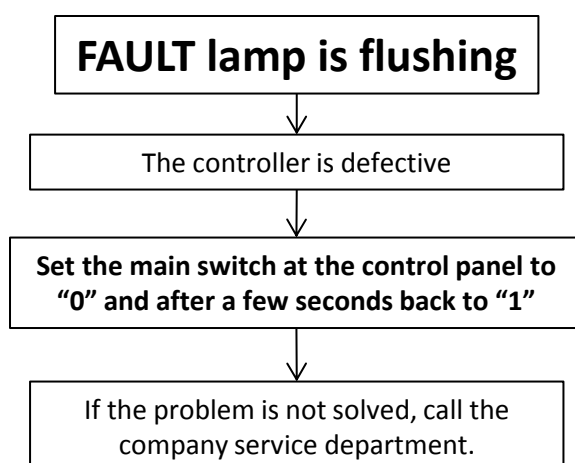 FAULT lamp is flushing
The controller is defective
Set the main switch at the control panel to
“0” and after a few seconds back to “1”
If the problem is not solved, call the
company service department.